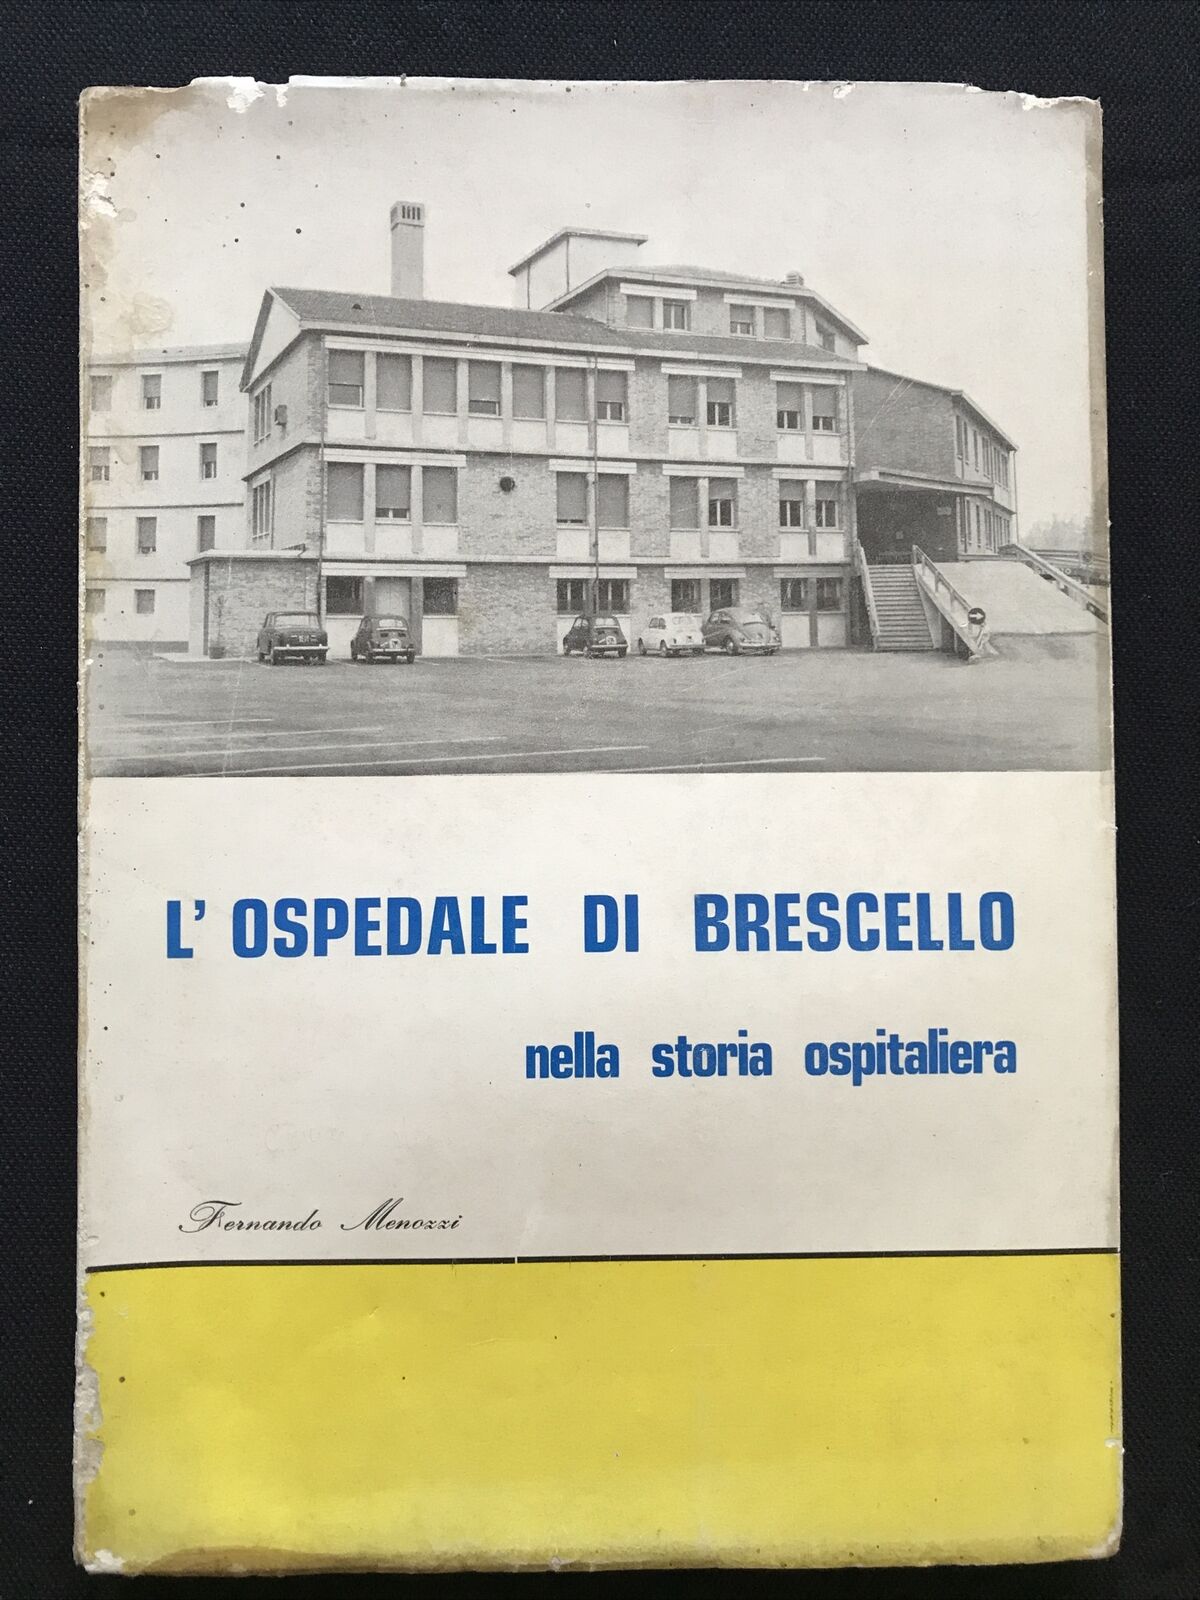 L' OSPEDALE DI BRESCELLO
nella storia ospitaliera
Fernando Menozzi